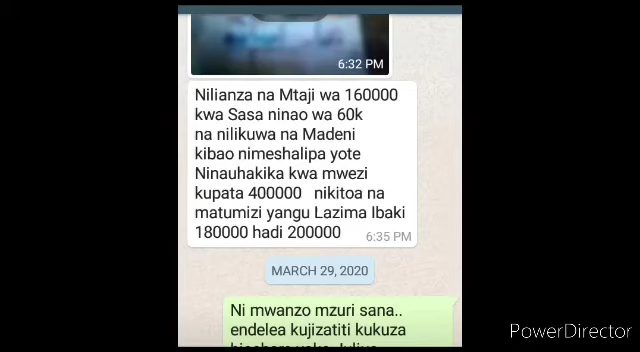 6:32 PM
Nilianza na Mtaji wa 160000
kwa Sasa ninao wa 60k
na nilikuwa na Madeni
kibao nimeshalipa yote
Ninauhakika kwa mwezi
kupata 400000 nikitoa na
matumizi yangu Lazima Ibaki
180000 hadi 200000
6:35 PM
MARCH 29, 2020
Ni mwanzo mzuri sana..
endelea kujizatiti kukuza
PowerDirector